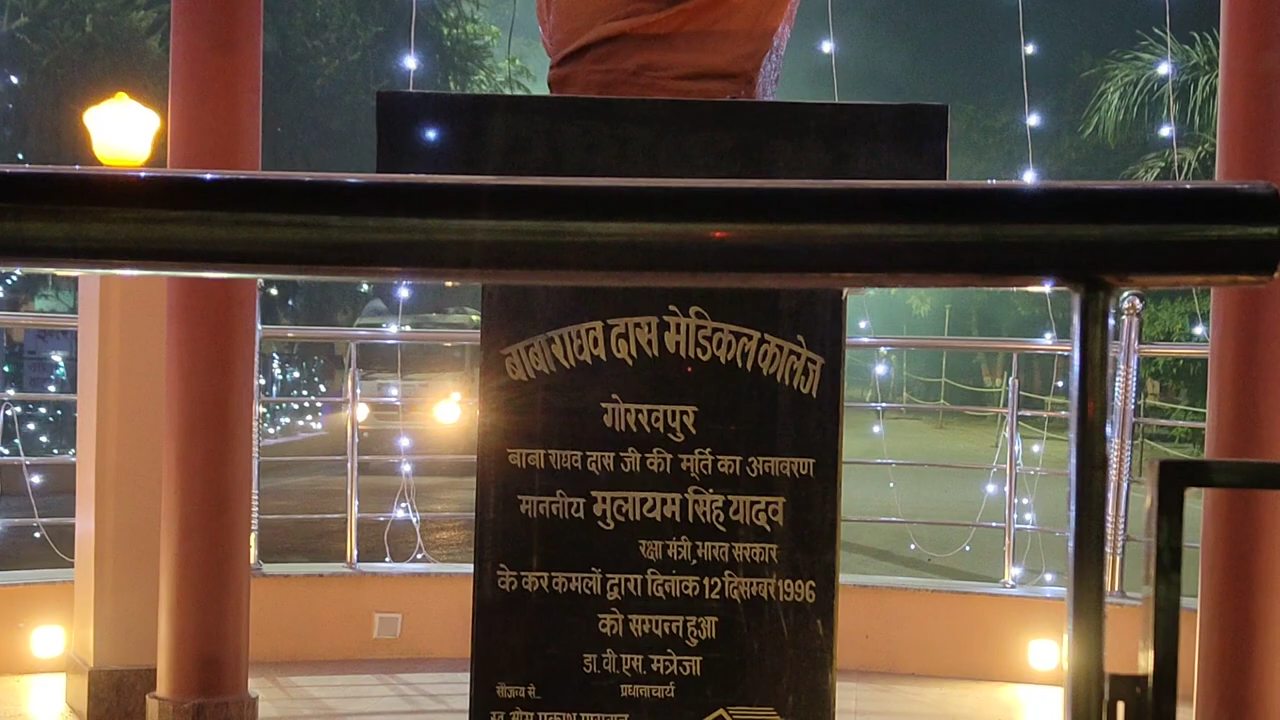 बाबा राघव दास मेडिकल कालेज
गोरखपुर
बाबा राघव दास जी की मूर्ति का अनावरण
माननीय मुलायम सिंह यादव
रक्षा मंत्री, भारत सरकार
के कर कमलों द्वारा दिनांक 12 दिसम्बर 1996
को सम्पन्न हुआ
डा. वी. एस. मत्रेजा
प्रधानाचार्य
सौजन्य से..